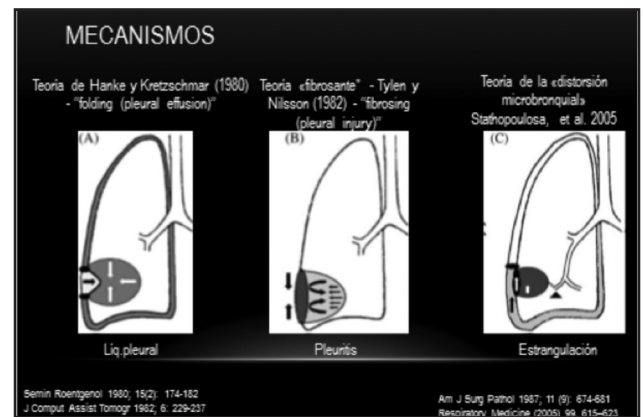 MECANISMOS
Teoría de Hanke y Kretzschmar (1980)
- "folding (pleural effusion)"
Teoría «fibrosante" - Tylen y
Nilsson (1982) - "fibrosing
(pleural injury)"
Teoría de la «distorsión
microbronquial»
Stathopoulosa, et al. 2005
(A)
(B)
(C)
Liq.pleural
Pleuritis
Estrangulación
Semin Roentgenol 1980; 15(2): 174-182
J Comput Assist Tomogr 1982; 6: 229-237
Am J Surg Pathol 1987; 11 (9): 674-681
Respiratory Medicine (2005) 99, 615–623